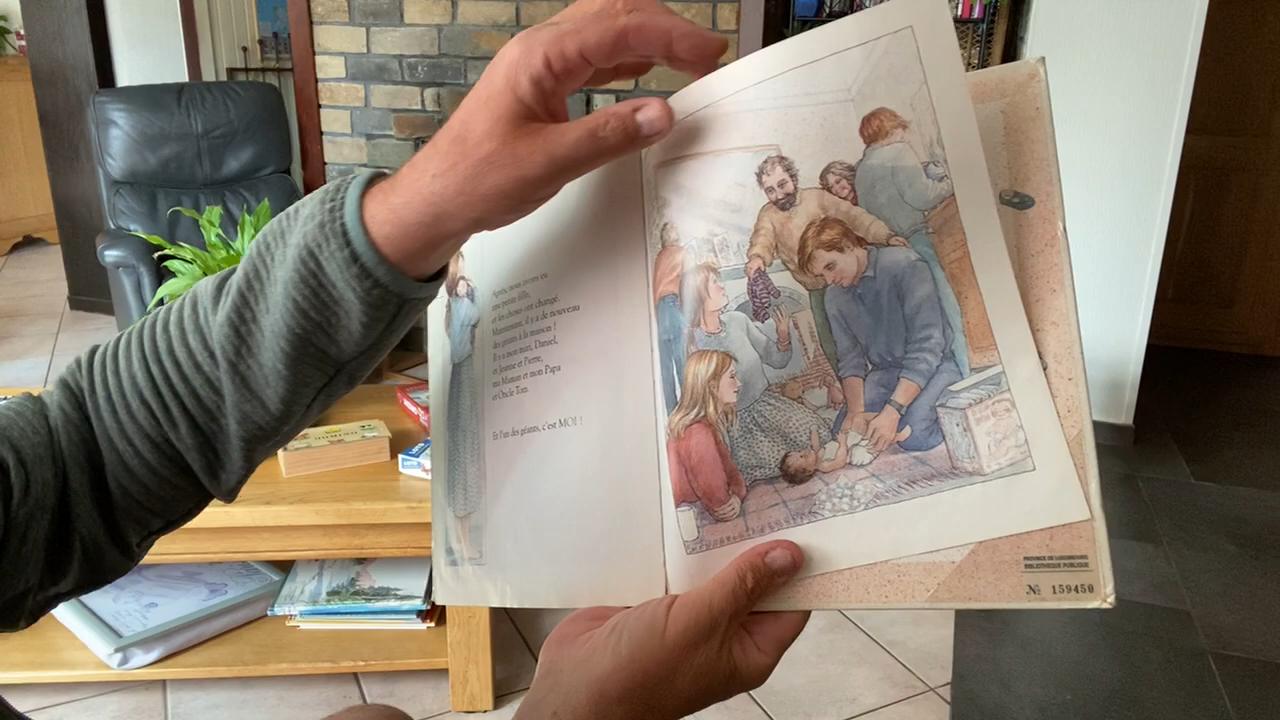 Après, nous avons eu
une petite fille,
et les choses ont changé.
Maintenant, il y a de nouveau
des géants à la maison !
Il y a mon mari, Daniel,
et Jeanne et Pierre,
ma Maman et mon Papa
et Oncle Tom.
Et l'un des géants, c'est MOI !
PROVINCE DE LUXEMBOURG
BIBLIOTHEQUE PUBLIQUE
№ 159450